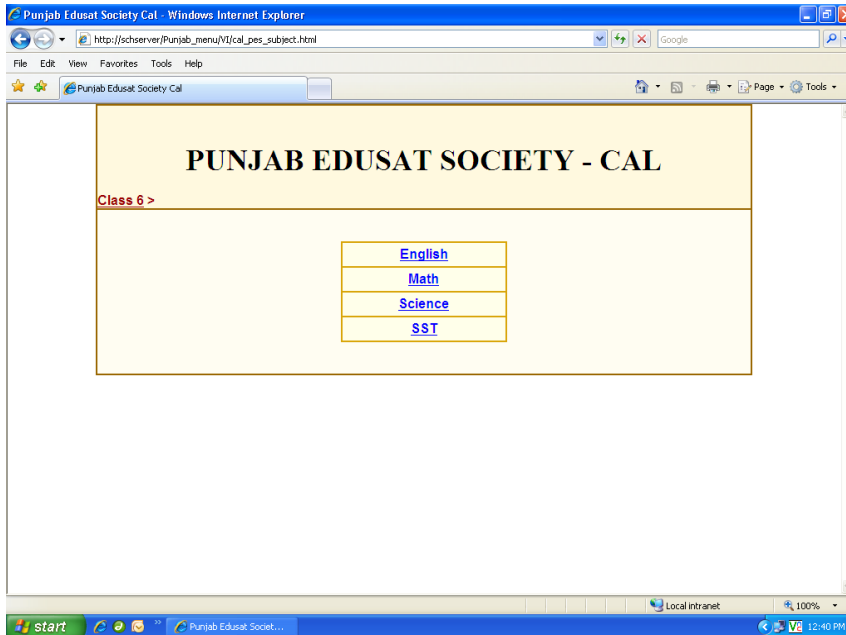 Punjab Edusat Society Cal - Windows Internet Explorer
http://schserver/Punjab_menu/VI/cal_pes_subject.html
Google
File Edit View Favorites Tools Help
Punjab Edusat Society Cal
Page Tools
PUNJAB EDUSAT SOCIETY - CAL
Class 6 >
English
Math
Science
SST
Local intranet
100%
start
Punjab Edusat Societ...
12:40 PM